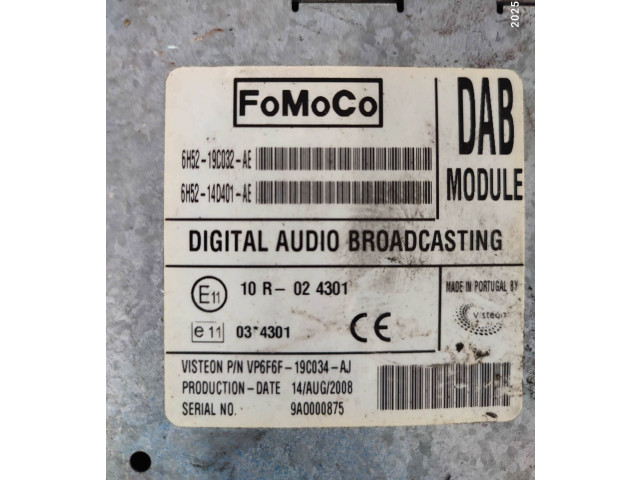 2025
FoMoCo
DAB
MODULE
6H52-19C032-AE
6H52-14D401-AE
DIGITAL AUDIO BROADCASTING
E11
10 R- 02 4301
MADE IN PORTUGAL BY
Visteon
e 11
03*4301
CE
VISTEON P/N VP6F6F-19C034-AJ
PRODUCTION-DATE 14/AUG/2008
SERIAL NO. 9A0000875